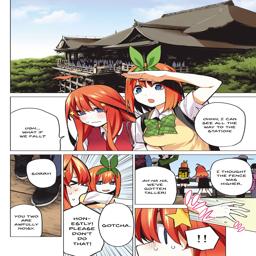 OHHH, I CAN
SEE ALL THE
WAY TO THE
STATION!
UGH...
WHAT IF
WE FALL?
I THOUGHT
THE FENCE
WAS
HIGHER.
AH HA HA,
WE'VE
GOTTEN
TALLER!
GOTCHA.
HON-
ESTLY!
PLEASE
DON'T
DO
THAT!
SORRY!
YOU TWO
ARE
AWFULLY
NOISY.
!!